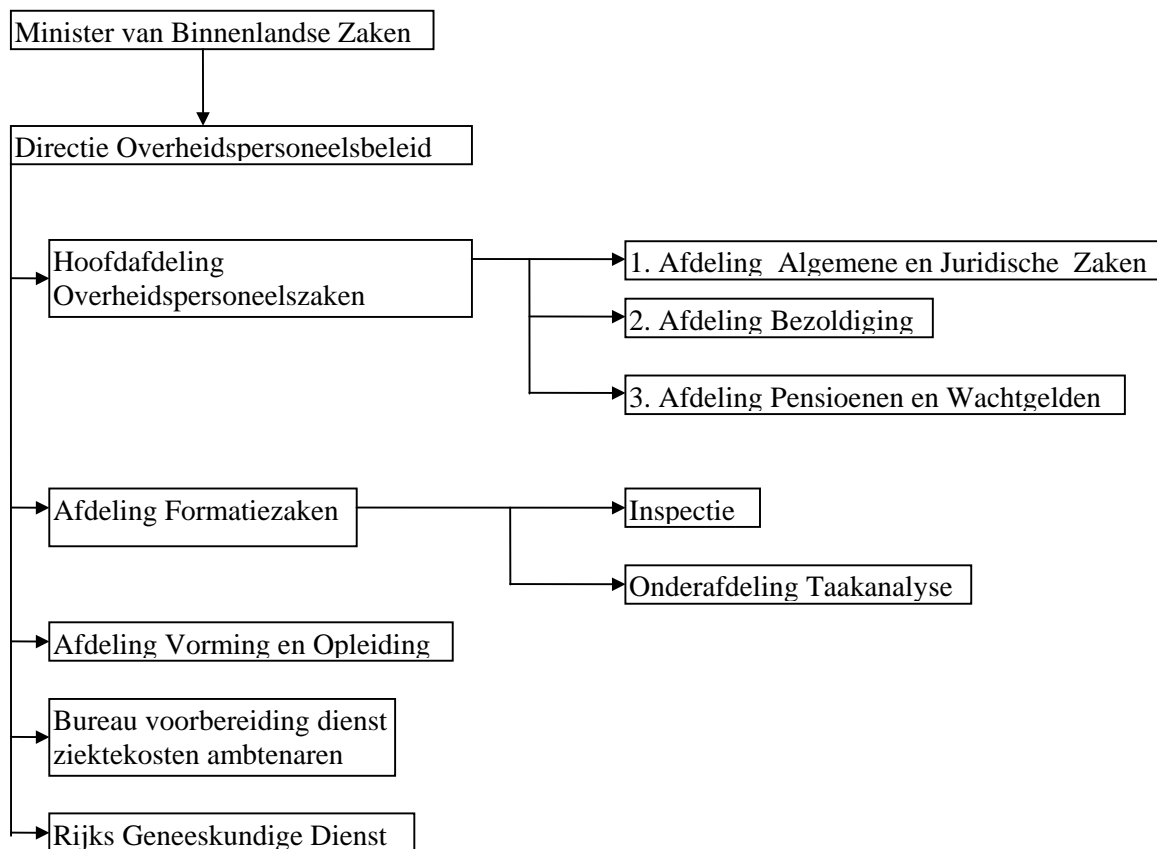 Minister van Binnenlandse Zaken
Directie Overheidspersoneelsbeleid
Hoofdafdeling
Overheidspersoneelszaken
1. Afdeling Algemene en Juridische Zaken
2. Afdeling Bezoldiging
3. Afdeling Pensioenen en Wachtgelden
Afdeling Formatiezaken
Inspectie
Onderafdeling Taakanalyse
Afdeling Vorming en Opleiding
Bureau voorbereiding dienst
ziektekosten ambtenaren
Rijks Geneeskundige Dienst